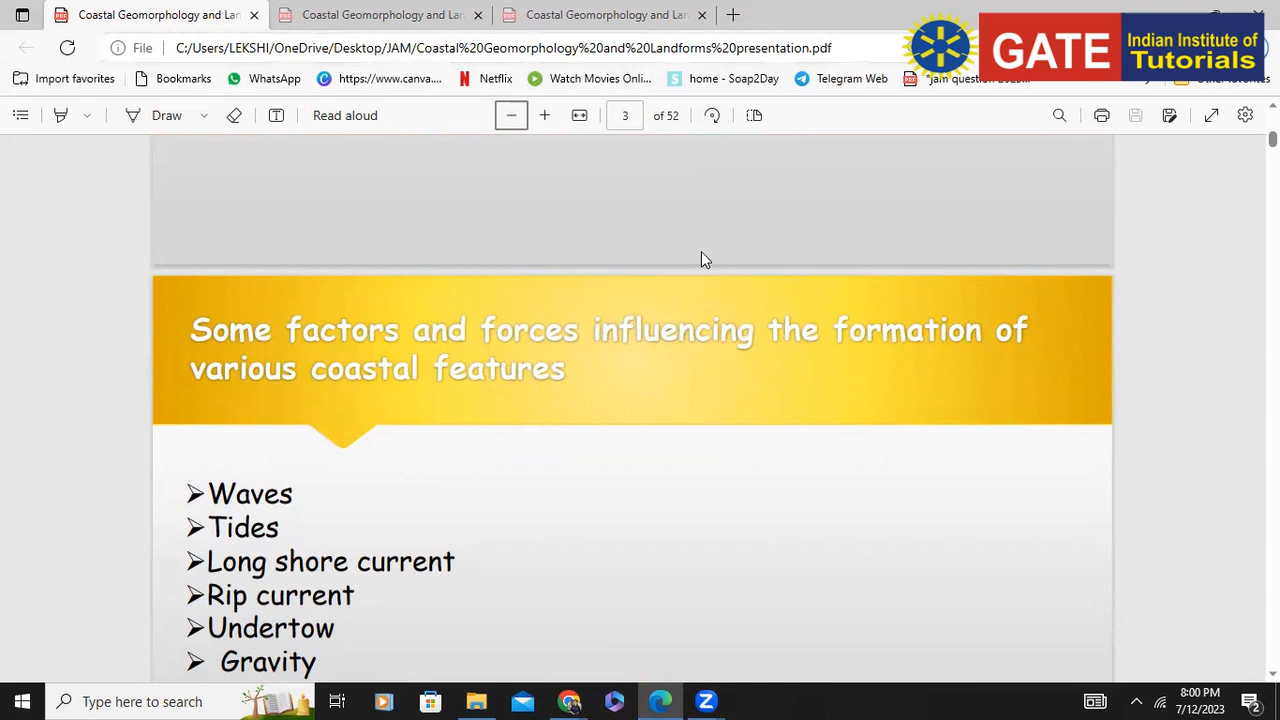 Coastal Geomorphology and Lan
Coastal Geomorphology and Lan
Coastal Geomorphology and Lan
File
C:/Users/LEKSHI/OneDrive/Desktop/JAM/Coastal%20Geomorphology%20and%20Landforms%20presentation.pdf
GATE
Indian Institute of
Tutorials
Import favorites
Bookmarks
WhatsApp
https://www.canva....
Netflix
Watch Movies Onli...
home - Soap2Day
Telegram Web
Draw
Read aloud
3
of 52
Some factors and forces influencing the formation of
various coastal features
➢Waves
➢Tides
➢Long shore current
➢Rip current
➢Undertow
➢ Gravity
Type here to search
8:00 PM
7/12/2023
2